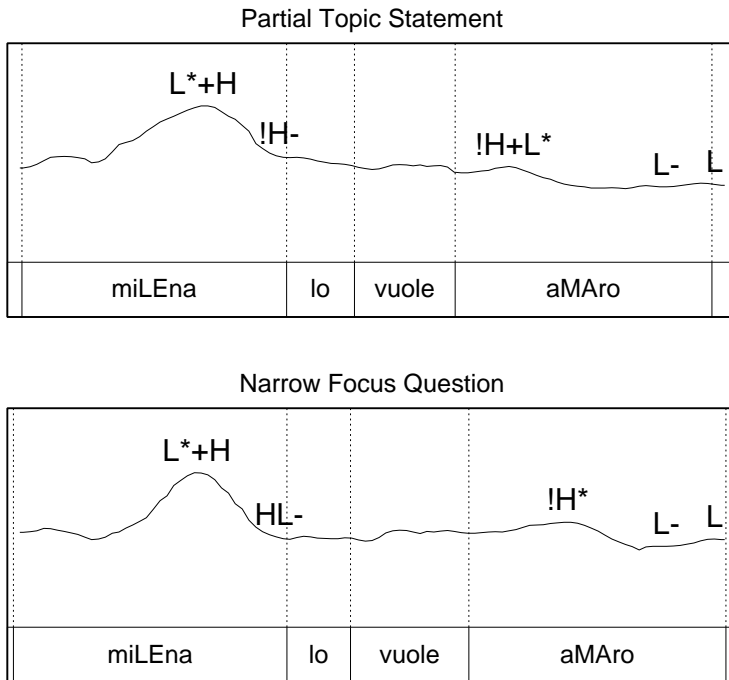 Partial Topic Statement
L*+H
!H-
!H+L*
L- L
miLEna lo vuole aMAro
Narrow Focus Question
L*+H
HL-
!H*
L- L
miLEna lo vuole aMAro